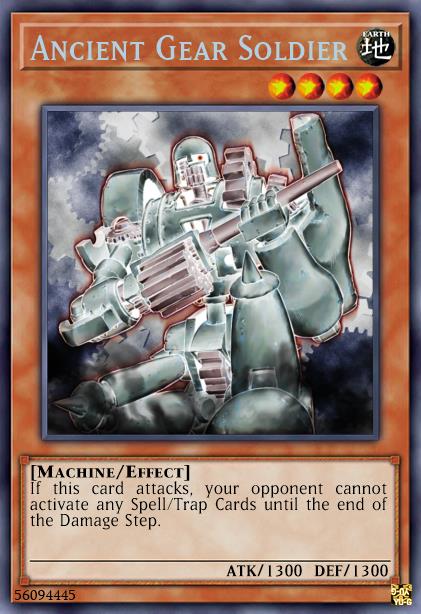 ANCIENT GEAR SOLDIER
EARTH
地
[MACHINE/EFFECT]
If this card attacks, your opponent cannot
activate any Spell/Trap Cards until the end of
the Damage Step.
ATK/1300 DEF/1300
56094445